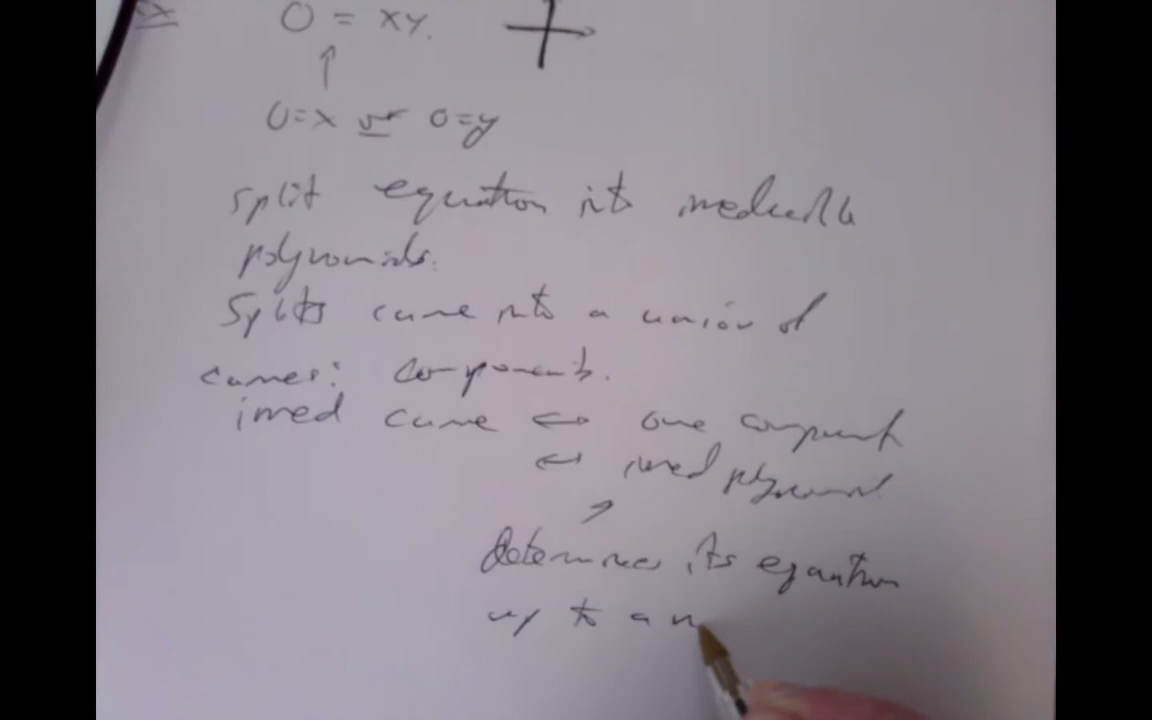 Ex 0 = xy.
↑
0=x or 0=y
split equation into irreducible
polynomials.
Splits curve into a union of
curves: components.
irred curve ↔ one component
↔ irred polynomial
↗
determines its equation
up to a